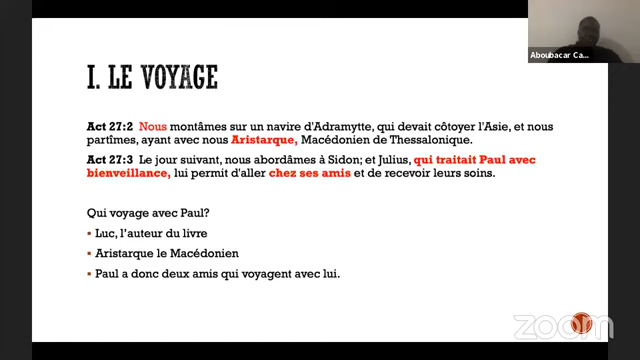 Aboubacar Ca...
I. LE VOYAGE
Act 27:2 Nous montâmes sur un navire d'Adramytte, qui devait côtoyer l'Asie, et nous
partîmes, ayant avec nous Aristarque, Macédonien de Thessalonique.
Act 27:3 Le jour suivant, nous abordâmes à Sidon; et Julius, qui traitait Paul avec
bienveillance, lui permit d'aller chez ses amis et de recevoir leurs soins.
Qui voyage avec Paul?
▪ Luc, l'auteur du livre
▪ Aristarque le Macédonien
▪ Paul a donc deux amis qui voyagent avec lui.
zoom